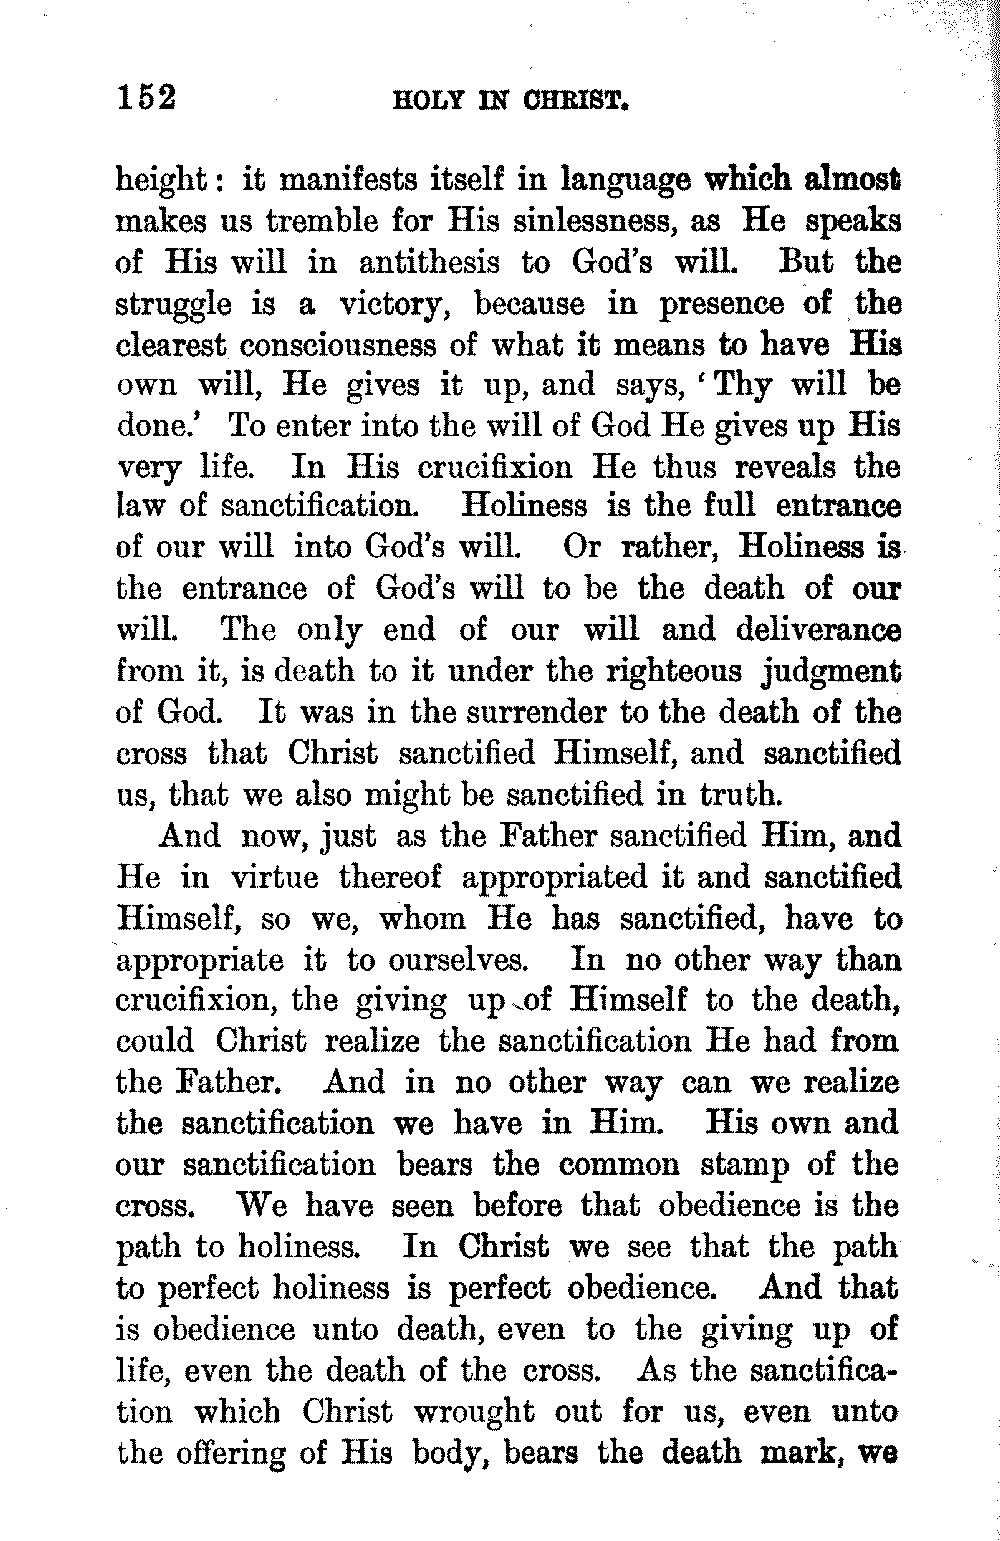 152 HOLY IN CHRIST.
height: it manifests itself in language which almost
makes us tremble for His sinlessness, as He speaks
of His will in antithesis to God's will. But the
struggle is a victory, because in presence of the
clearest consciousness of what it means to have His
own will, He gives it up, and says, 'Thy will be
done.' To enter into the will of God He gives up His
very life. In His crucifixion He thus reveals the
law of sanctification. Holiness is the full entrance
of our will into God's will. Or rather, Holiness is
the entrance of God's will to be the death of our
will. The only end of our will and deliverance
from it, is death to it under the righteous judgment
of God. It was in the surrender to the death of the
cross that Christ sanctified Himself, and sanctified
us, that we also might be sanctified in truth.
And now, just as the Father sanctified Him, and
He in virtue thereof appropriated it and sanctified
Himself, so we, whom He has sanctified, have to
appropriate it to ourselves. In no other way than
crucifixion, the giving up of Himself to the death,
could Christ realize the sanctification He had from
the Father. And in no other way can we realize
the sanctification we have in Him. His own and
our sanctification bears the common stamp of the
cross. We have seen before that obedience is the
path to holiness. In Christ we see that the path
to perfect holiness is perfect obedience. And that
is obedience unto death, even to the giving up of
life, even the death of the cross. As the sanctifica-
tion which Christ wrought out for us, even unto
the offering of His body, bears the death mark, we